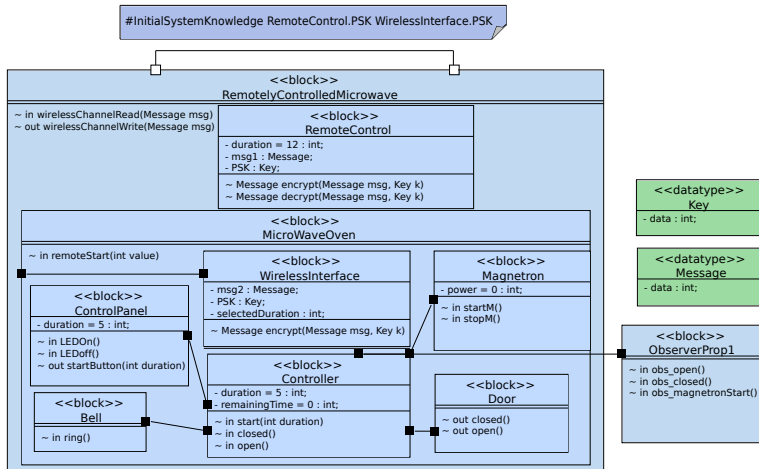 #InitialSystemKnowledge RemoteControl.PSK WirelessInterface.PSK
<<block>>
RemotelyControlledMicrowave
~ in wirelessChannelRead(Message msg)
~ out wirelessChannelWrite(Message msg)
<<block>>
RemoteControl
- duration = 12 : int;
- msg1 : Message;
- PSK : Key;
~ Message encrypt(Message msg, Key k)
~ Message decrypt(Message msg, Key k)
<<block>>
MicroWaveOven
~ in remoteStart(int value)
<<block>>
WirelessInterface
- msg2 : Message;
- PSK : Key;
- selectedDuration : int;
~ Message encrypt(Message msg, Key k)
<<block>>
Magnetron
- power = 0 : int;
~ in startM()
~ in stopM()
<<block>>
ControlPanel
- duration = 5 : int;
~ in LEDOn()
~ in LEDoff()
~ out startButton(int duration)
<<block>>
Controller
- duration = 5 : int;
- remainingTime = 0 : int;
~ in start(int duration)
~ in closed()
~ in open()
<<block>>
Bell
~ in ring()
<<block>>
Door
~ out closed()
~ out open()
<<datatype>>
Key
- data : int;
<<datatype>>
Message
- data : int;
<<block>>
ObserverProp1
~ in obs_open()
~ in obs_closed()
~ in obs_magnetronStart()